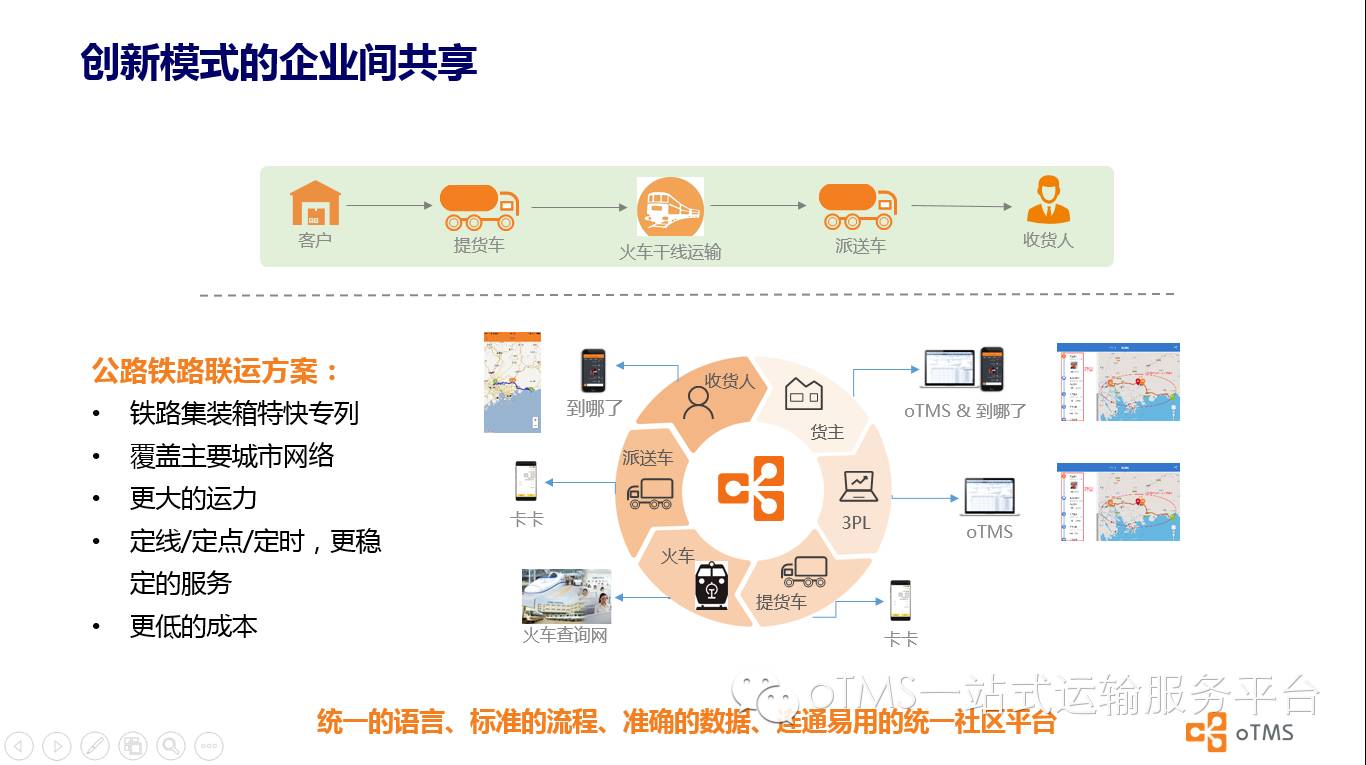 创新模式的企业间共享
客户
提货车
火车干线运输
派送车
收货人
公路铁路联运方案：
• 铁路集装箱特快专列
• 覆盖主要城市网络
• 更大的运力
• 定线/定点/定时，更稳
定的服务
• 更低的成本
收货人
货主
3PL
提货车
火车
派送车
到哪了
卡卡
火车查询网
oTMS & 到哪了
oTMS
卡卡
oTMS一站式运输服务平台
统一的语言、标准的流程、准确的数据、连通易用的统一社区平台
oTMS